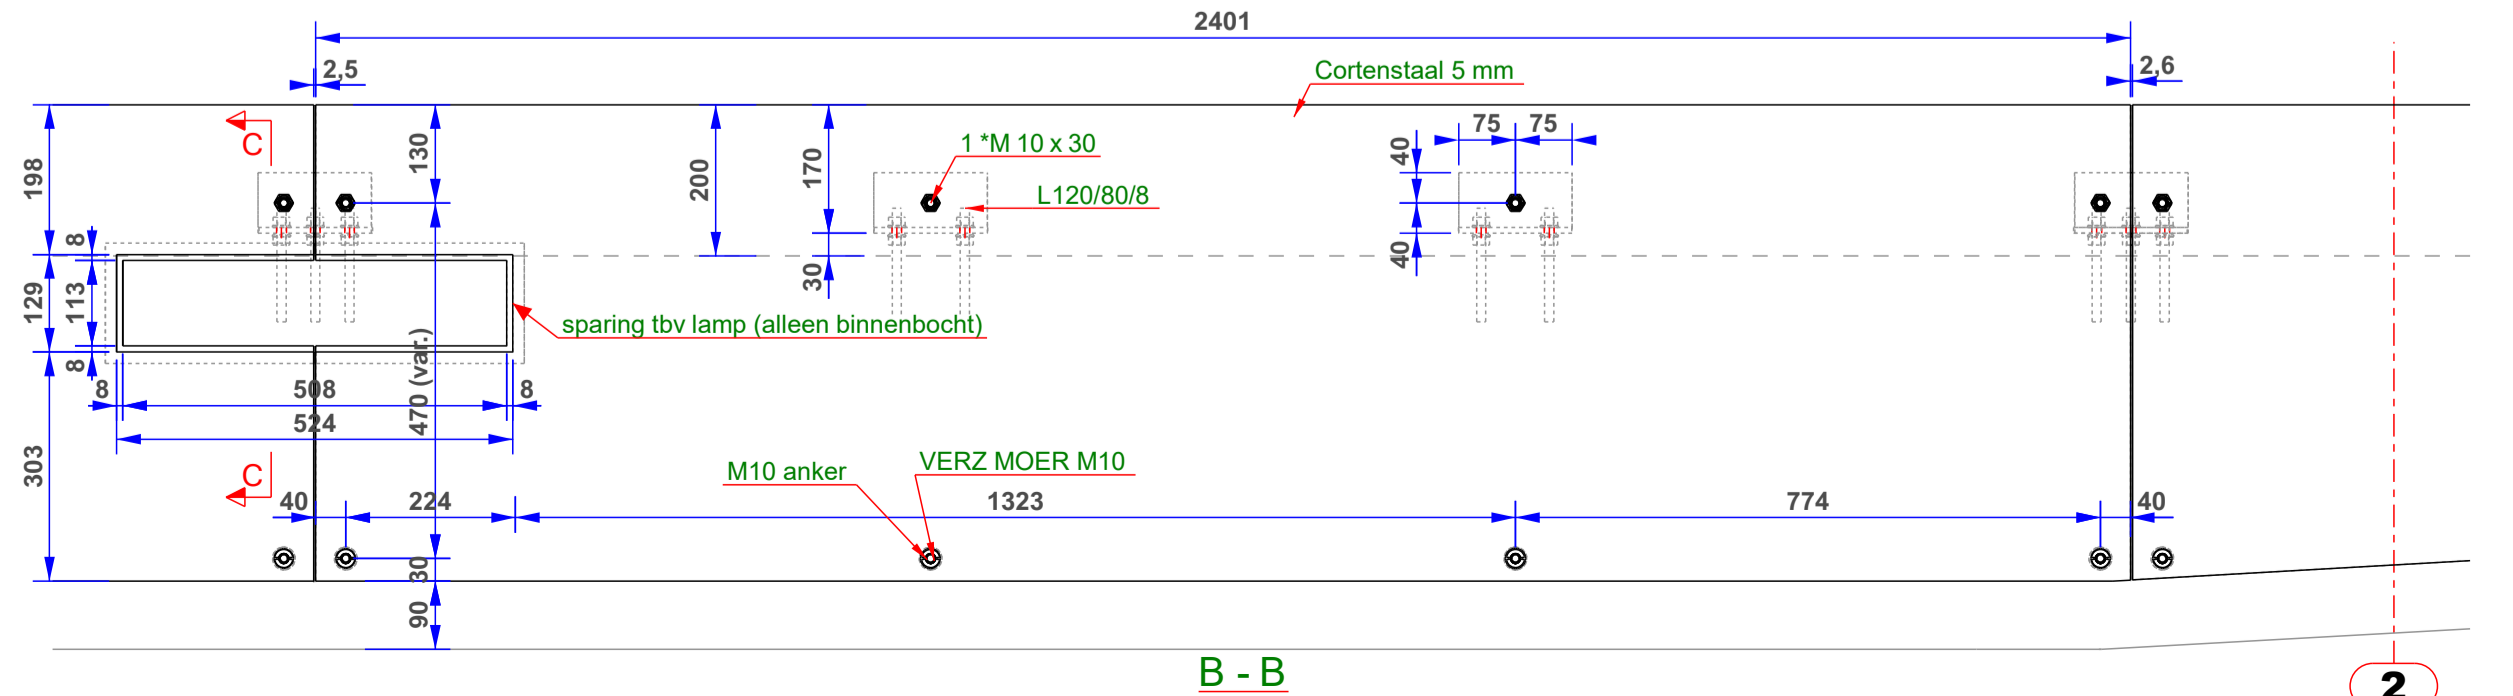 2401
2,5
2,6
Cortenstaal 5 mm
C
198
130
200
170
1 *M 10 x 30
L120/80/8
75
75
40
40
30
8
129
113
8
sparing tbv lamp (alleen binnenbocht)
470 (var.)
8
508
8
524
303
C
M10 anker
VERZ MOER M10
40
224
1323
774
40
30
90
B - B
2